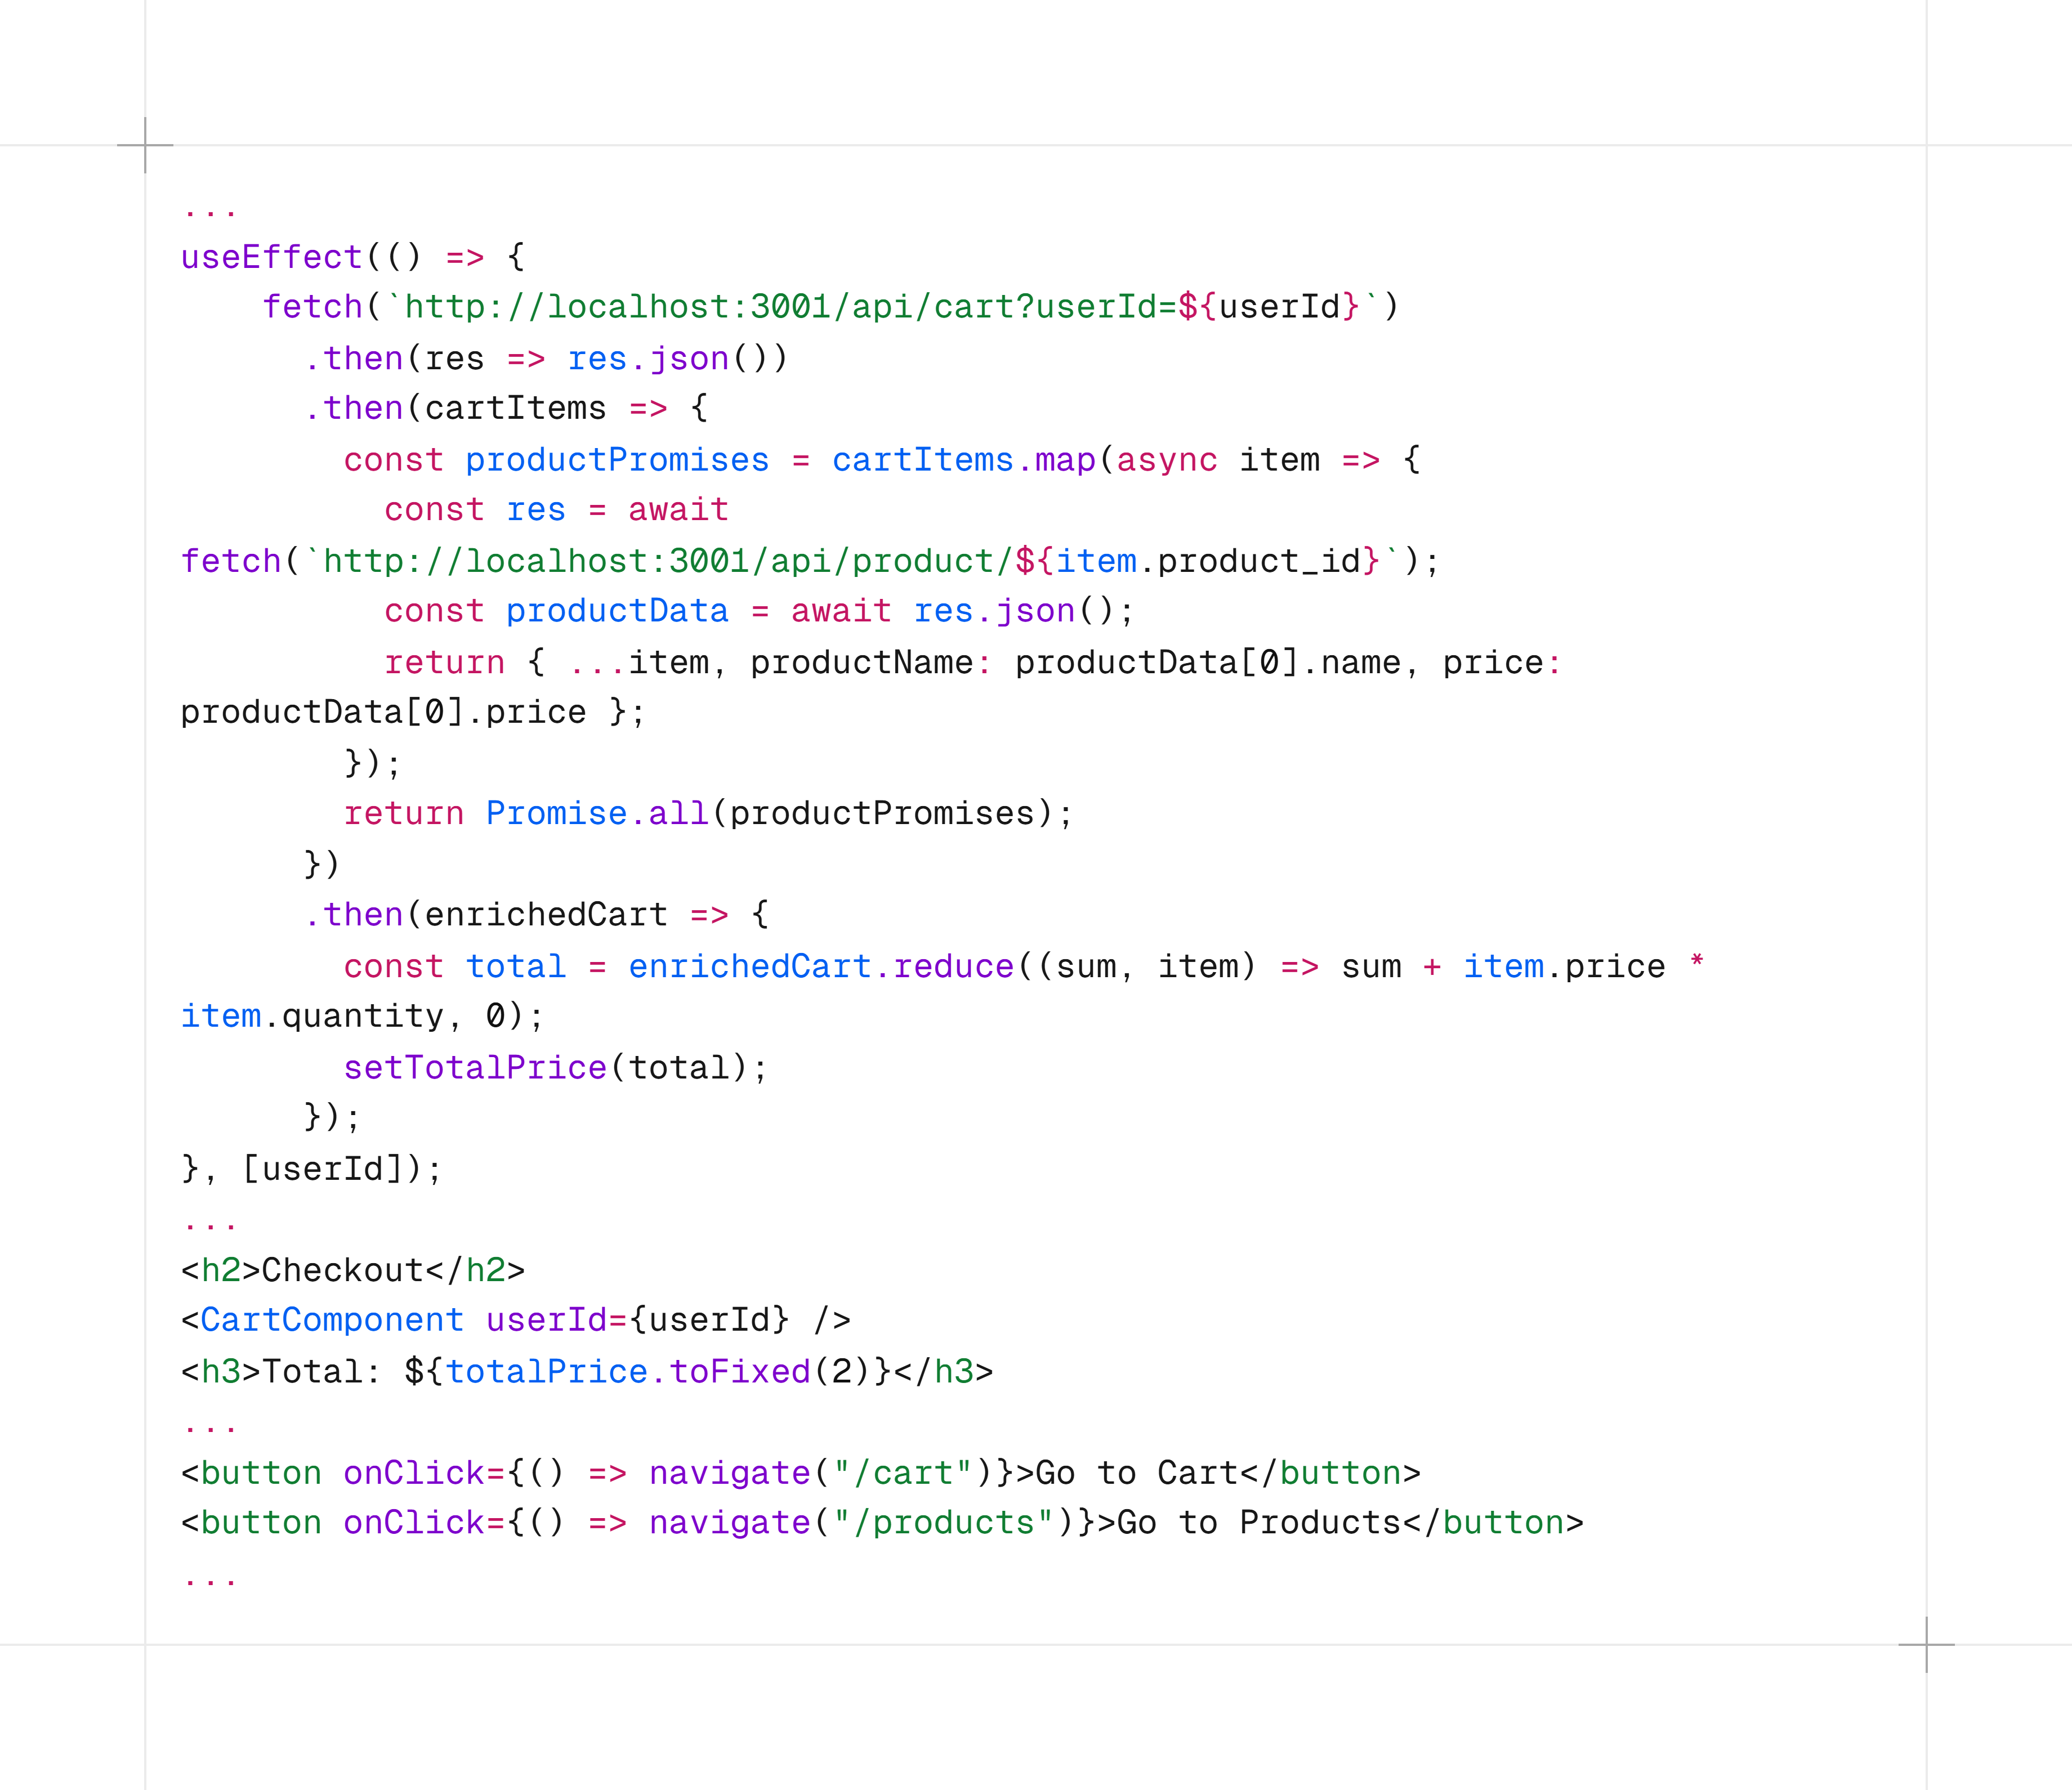 ...
useEffect(() => {
    fetch(`http://localhost:3001/api/cart?userId=${userId}`)
      .then(res => res.json())
      .then(cartItems => {
        const productPromises = cartItems.map(async item => {
          const res = await
fetch(`http://localhost:3001/api/product/${item.product_id}`);
          const productData = await res.json();
          return { ...item, productName: productData[0].name, price:
productData[0].price };
        });
        return Promise.all(productPromises);
      })
      .then(enrichedCart => {
        const total = enrichedCart.reduce((sum, item) => sum + item.price *
item.quantity, 0);
        setTotalPrice(total);
      });
}, [userId]);
...
<h2>Checkout</h2>
<CartComponent userId={userId} />
<h3>Total: ${totalPrice.toFixed(2)}</h3>
...
<button onClick={() => navigate("/cart")}>Go to Cart</button>
<button onClick={() => navigate("/products")}>Go to Products</button>
...